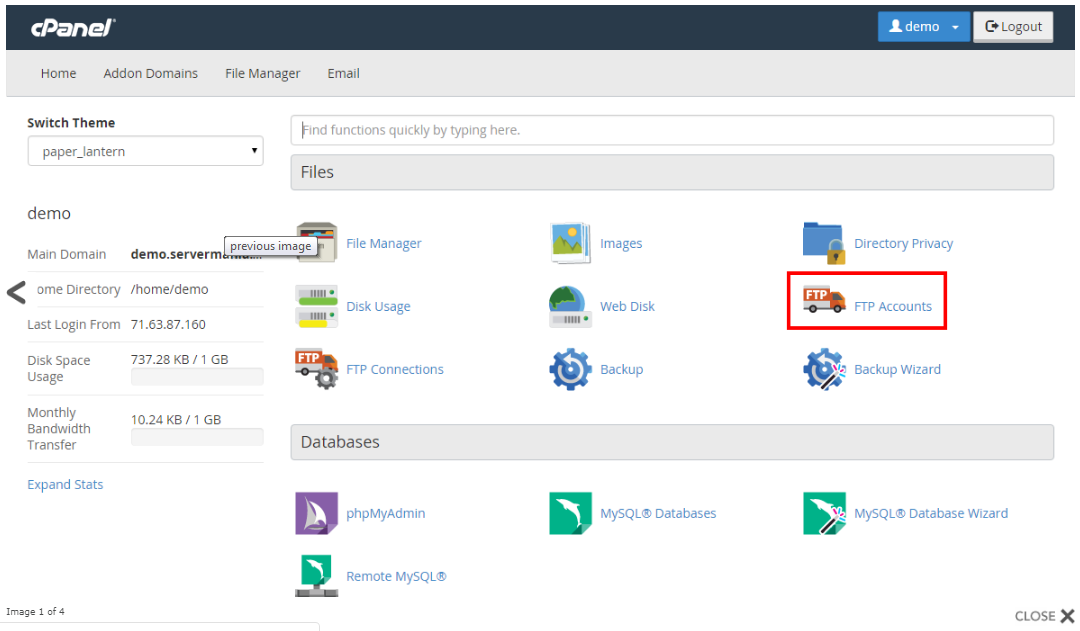 cPanel®
demo
Logout
Home Addon Domains File Manager Email
Switch Theme
paper_lantern
demo
Main Domain demo.servermania....
previous image
ome Directory /home/demo
Last Login From 71.63.87.160
Disk Space
Usage
737.28 KB / 1 GB
Monthly
Bandwidth
Transfer
10.24 KB / 1 GB
Expand Stats
Find functions quickly by typing here.
Files
File Manager
Images
Directory Privacy
Disk Usage
Web Disk
FTP
FTP Accounts
FTP
FTP Connections
Backup
Backup Wizard
Databases
phpMyAdmin
MySQL® Databases
MySQL® Database Wizard
Remote MySQL®
Image 1 of 4
CLOSE